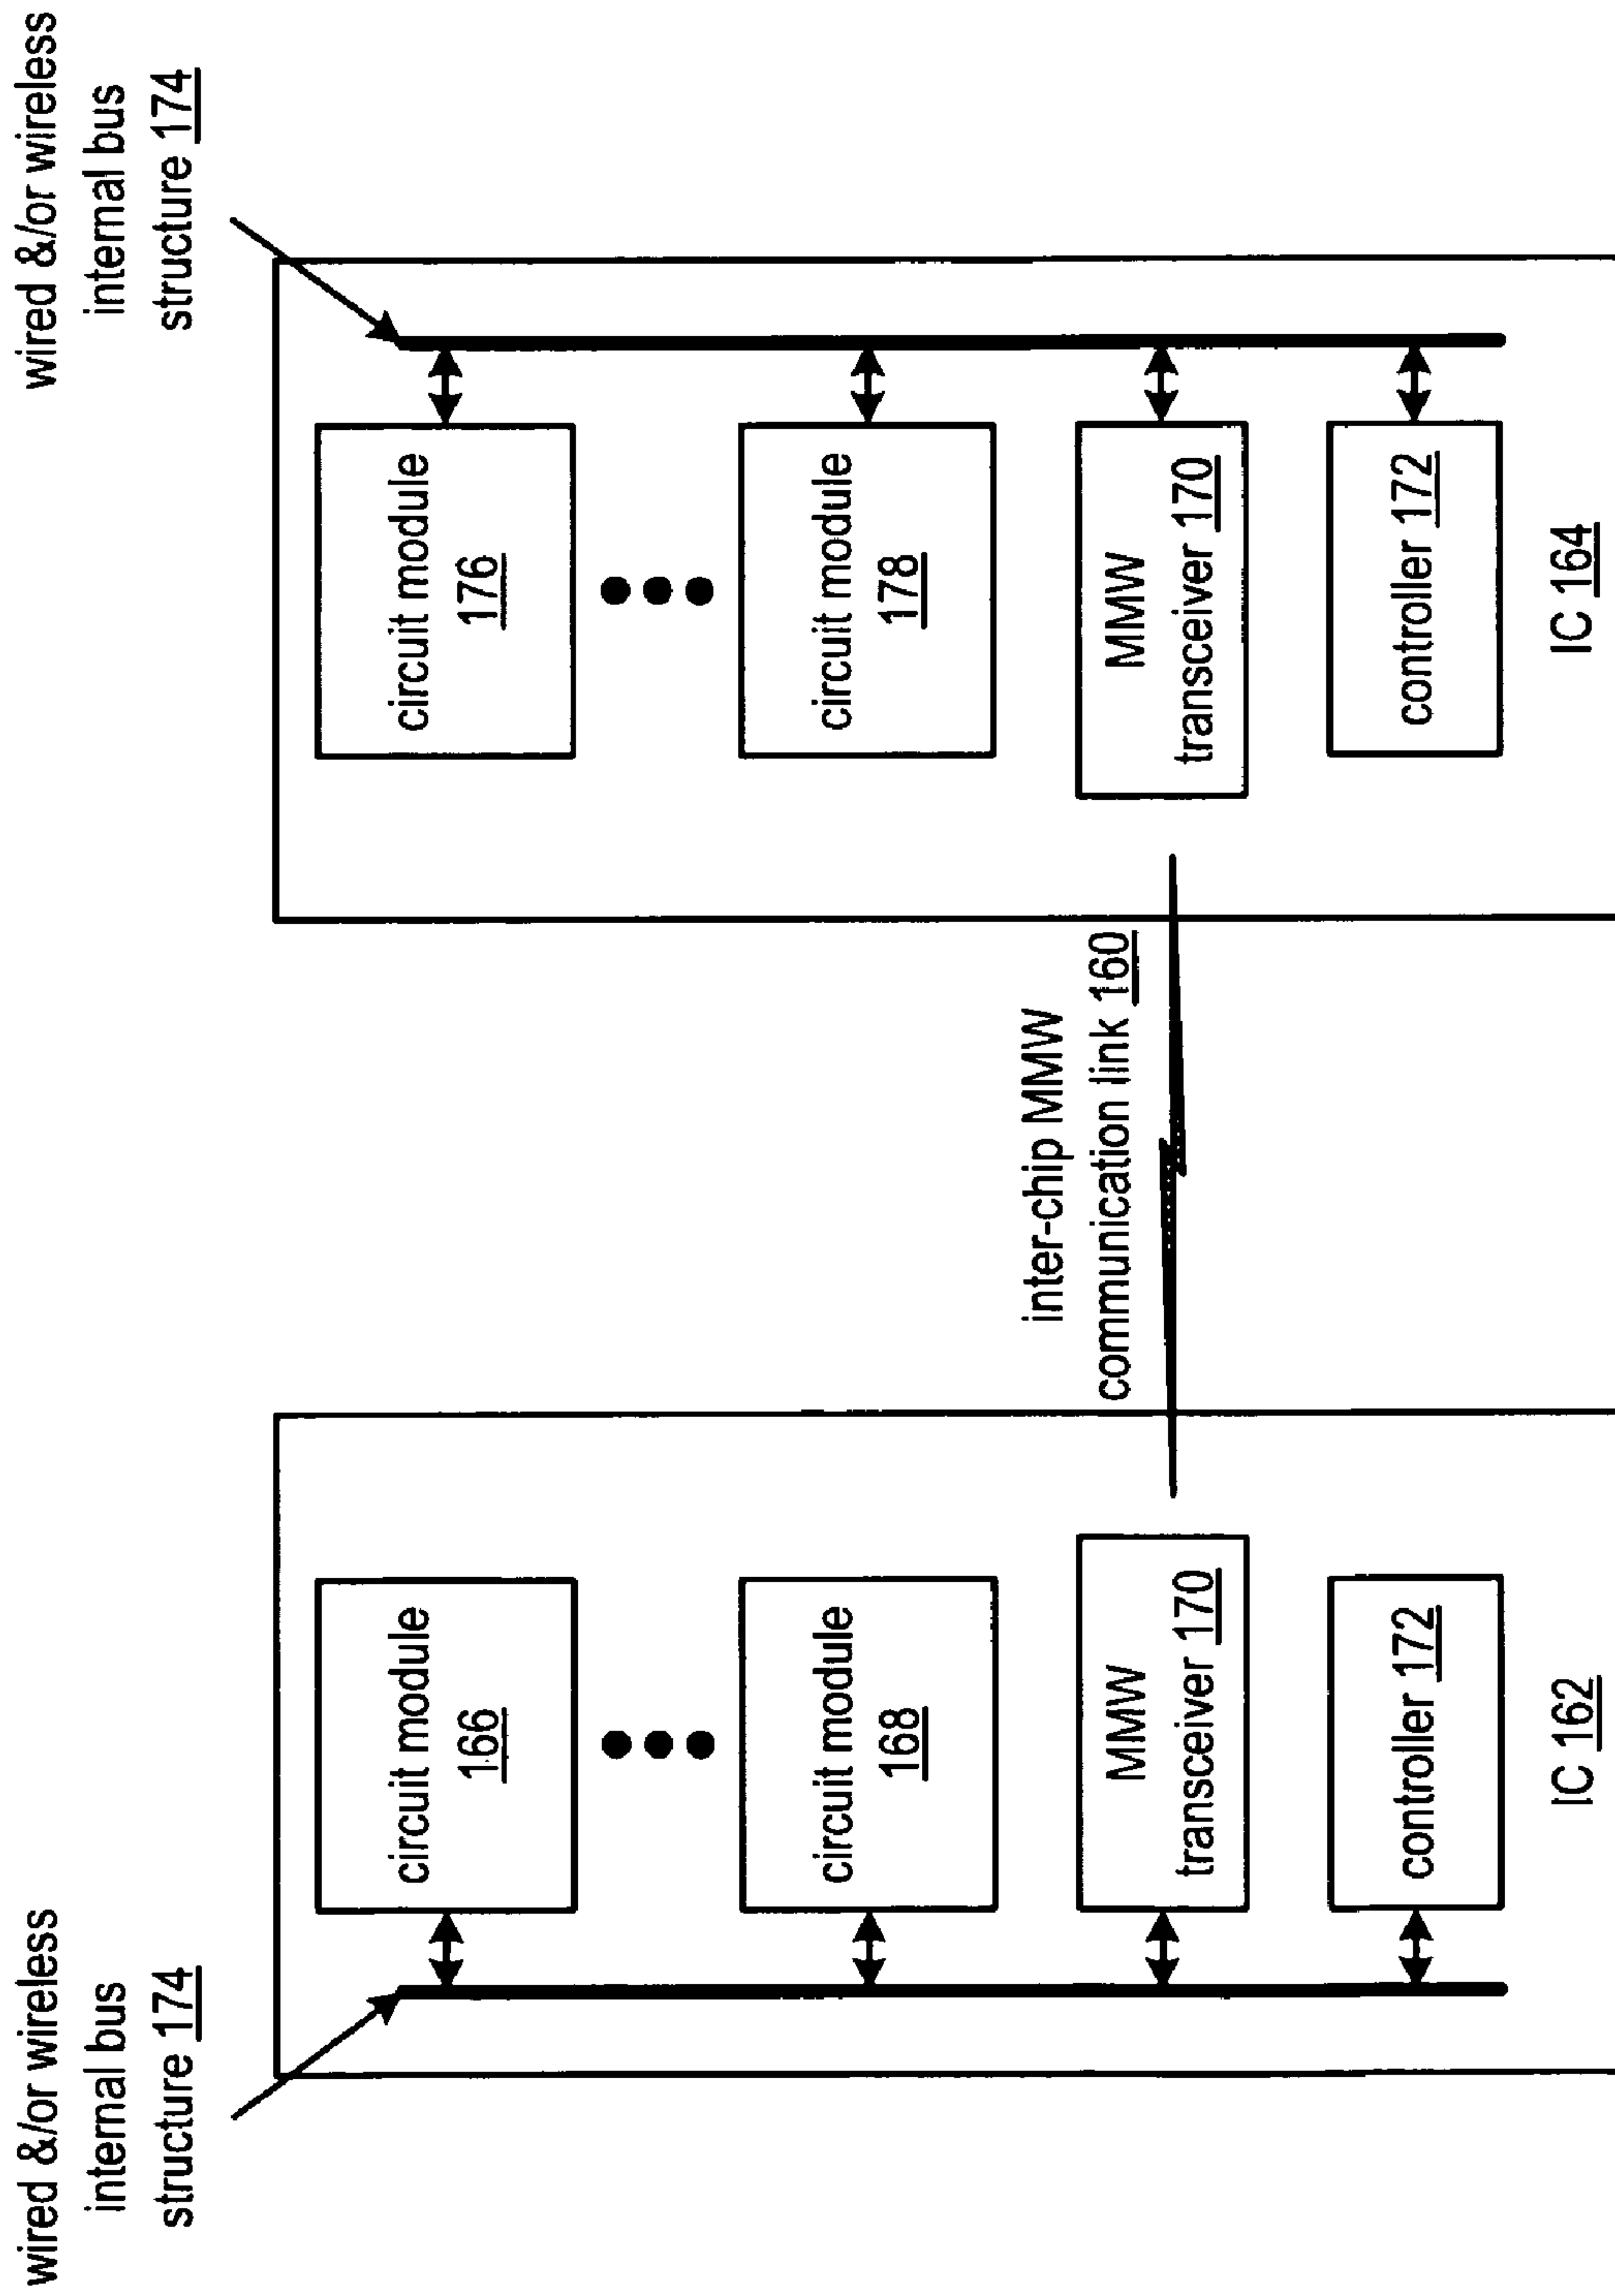 wired &/or wireless
internal bus
structure 174
circuit module
166
circuit module
168
MMW
transceiver 170
controller 172
IC 162
inter-chip MMW
communication link 160
wired &/or wireless
internal bus
structure 174
circuit module
176
circuit module
178
MMW
transceiver 170
controller 172
IC 164